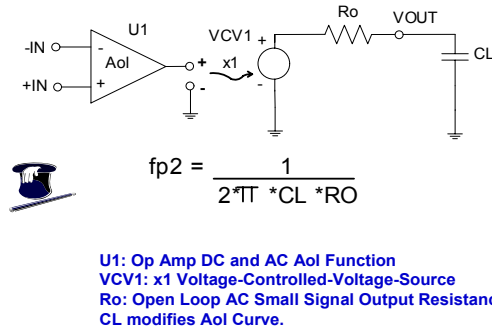 U1
-IN
+IN
-
+
Aol
+
-
x1
VCV1
+
-
Ro
VOUT
CL
fp2 = 1
2*Π *CL *RO
U1: Op Amp DC and AC Aol Function
VCV1: x1 Voltage-Controlled-Voltage-Source
Ro: Open Loop AC Small Signal Output Resistanc
CL modifies Aol Curve.